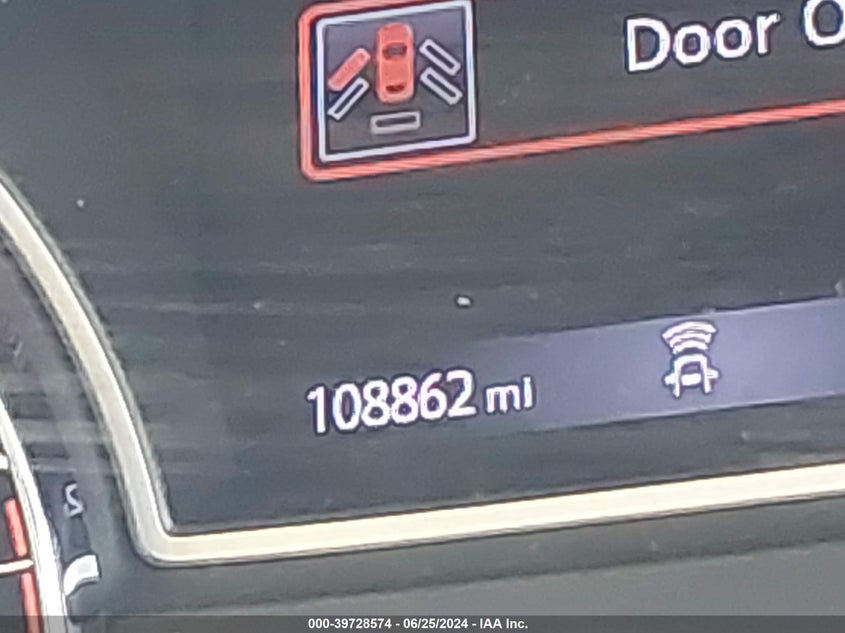 Door O
108862 mi
000-39728574 - 06/25/2024 - IAA Inc.